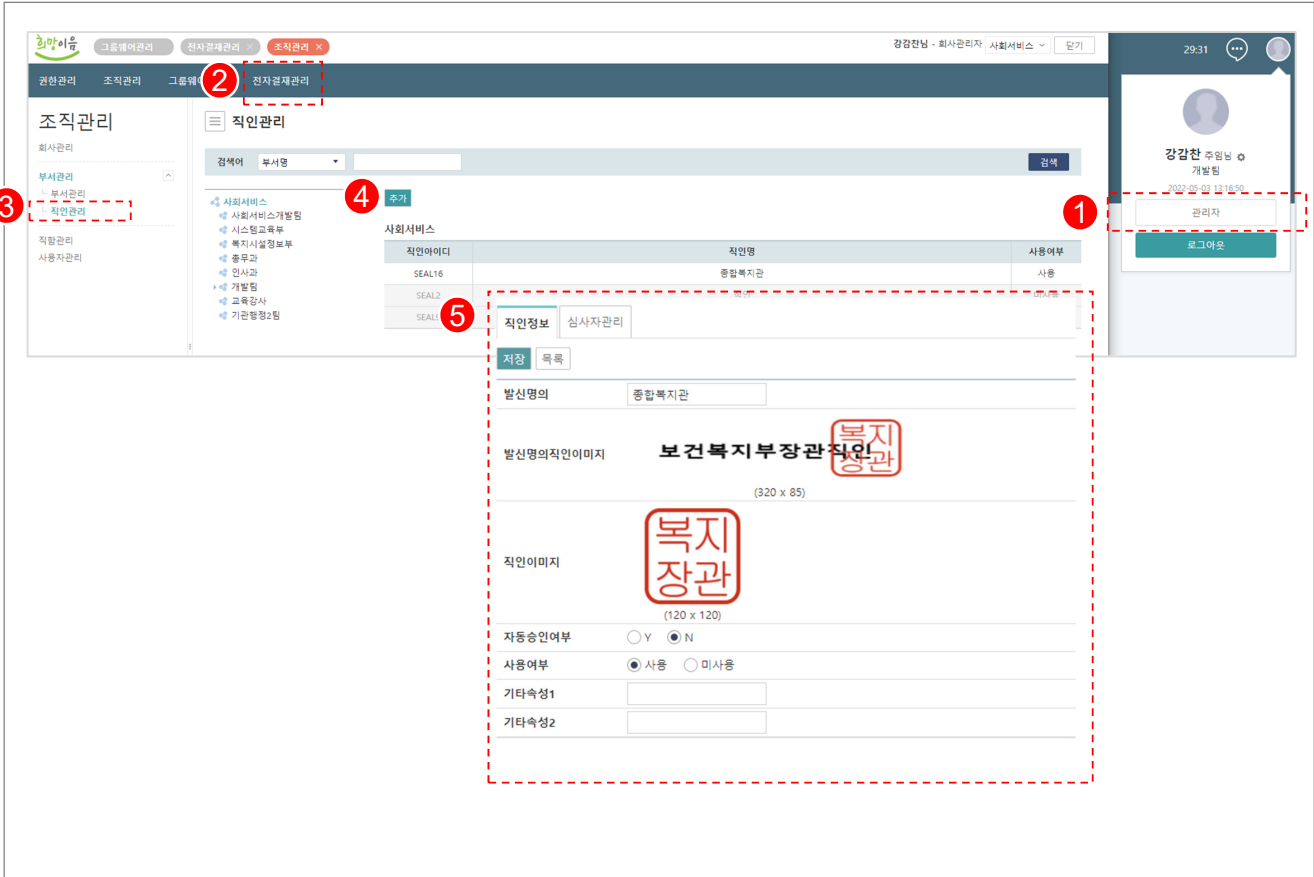 희망이음 그룹웨어관리 전자결재관리 × 조직관리 × 강감찬님 - 회사관리자 사회서비스 닫기
29:31
권한관리 조직관리 그룹웨 2 전자결재관리
조직관리
회사관리
부서관리
부서관리
3 직인관리
직함관리
사용자관리
직인관리
검색어 부서명 검색
사회서비스
사회서비스개발팀
시스템교육부
복지시설정보부
총무과
인사과
개발팀
교육강사
기관행정2팀
4 추가
사회서비스
직인아이디 직인명 사용여부
SEAL16 종합복지관 사용
SEAL2 직인 미사용
SEAL
강감찬 주임님
개발팀
2022-05-03 13:16:50
1 관리자
로그아웃
5 직인정보 심사자관리
저장 목록
발신명의 종합복지관
발신명의직인이미지 보건복지부장관직인 복지
장관
(320 x 85)
직인이미지 복지
장관
(120 x 120)
자동승인여부 Y N
사용여부 사용 미사용
기타속성1
기타속성2